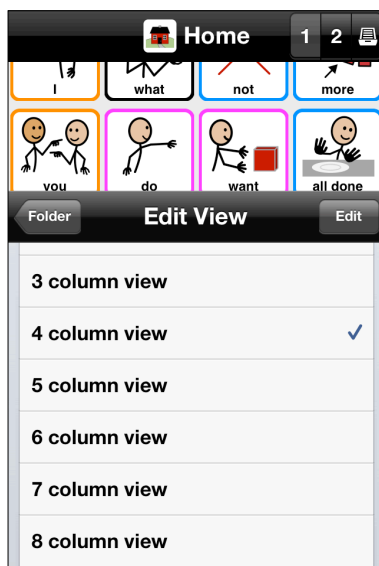 Home 1 2
I what not more
you do want all done
Folder Edit View Edit
3 column view
4 column view
5 column view
6 column view
7 column view
8 column view